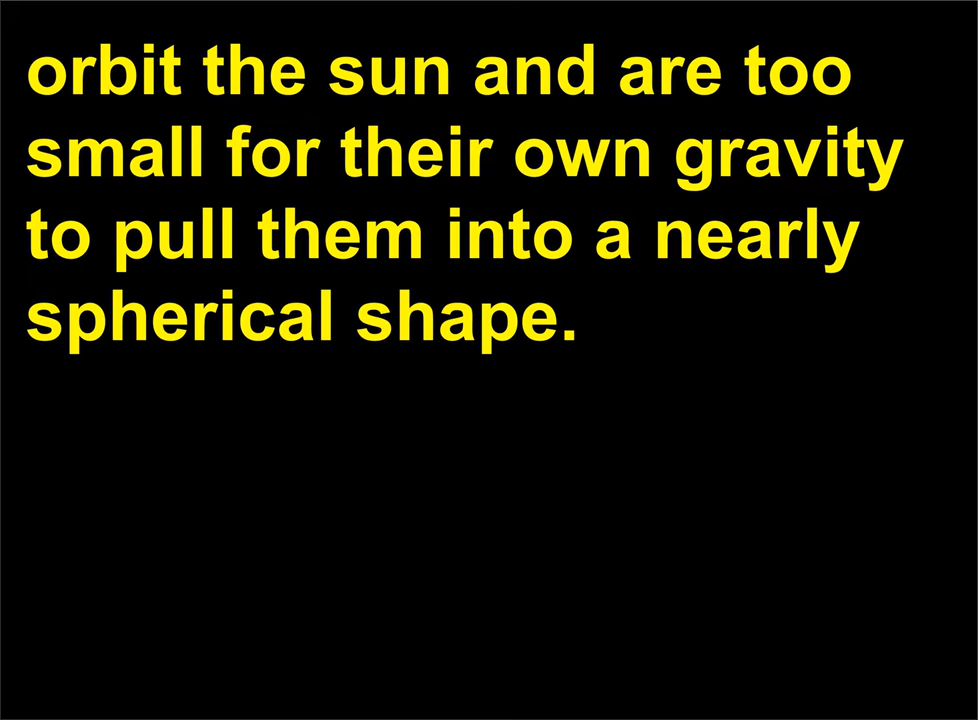 orbit the sun and are too
small for their own gravity
to pull them into a nearly
spherical shape.